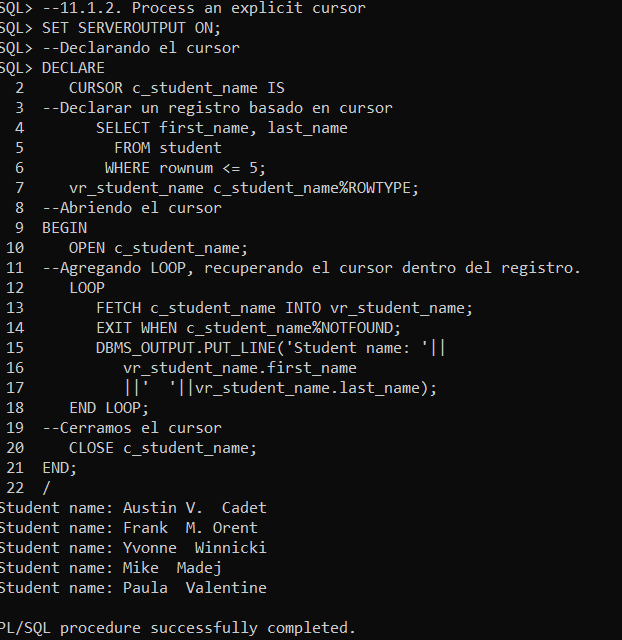 SQL> --11.1.2. Process an explicit cursor
SQL> SET SERVEROUTPUT ON;
SQL> --Declarando el cursor
SQL> DECLARE
  2     CURSOR c_student_name IS
  3  --Declarar un registro basado en cursor
  4        SELECT first_name, last_name
  5          FROM student
  6         WHERE rownum <= 5;
  7     vr_student_name c_student_name%ROWTYPE;
  8  --Abriendo el cursor
  9  BEGIN
 10     OPEN c_student_name;
 11  --Agregando LOOP, recuperando el cursor dentro del registro.
 12     LOOP
 13        FETCH c_student_name INTO vr_student_name;
 14        EXIT WHEN c_student_name%NOTFOUND;
 15        DBMS_OUTPUT.PUT_LINE('Student name: '||
 16           vr_student_name.first_name
 17           ||'  '||vr_student_name.last_name);
 18     END LOOP;
 19  --Cerramos el cursor
 20     CLOSE c_student_name;
 21  END;
 22  /
Student name: Austin V.  Cadet
Student name: Frank  M. Orent
Student name: Yvonne  Winnicki
Student name: Mike  Madej
Student name: Paula  Valentine

PL/SQL procedure successfully completed.